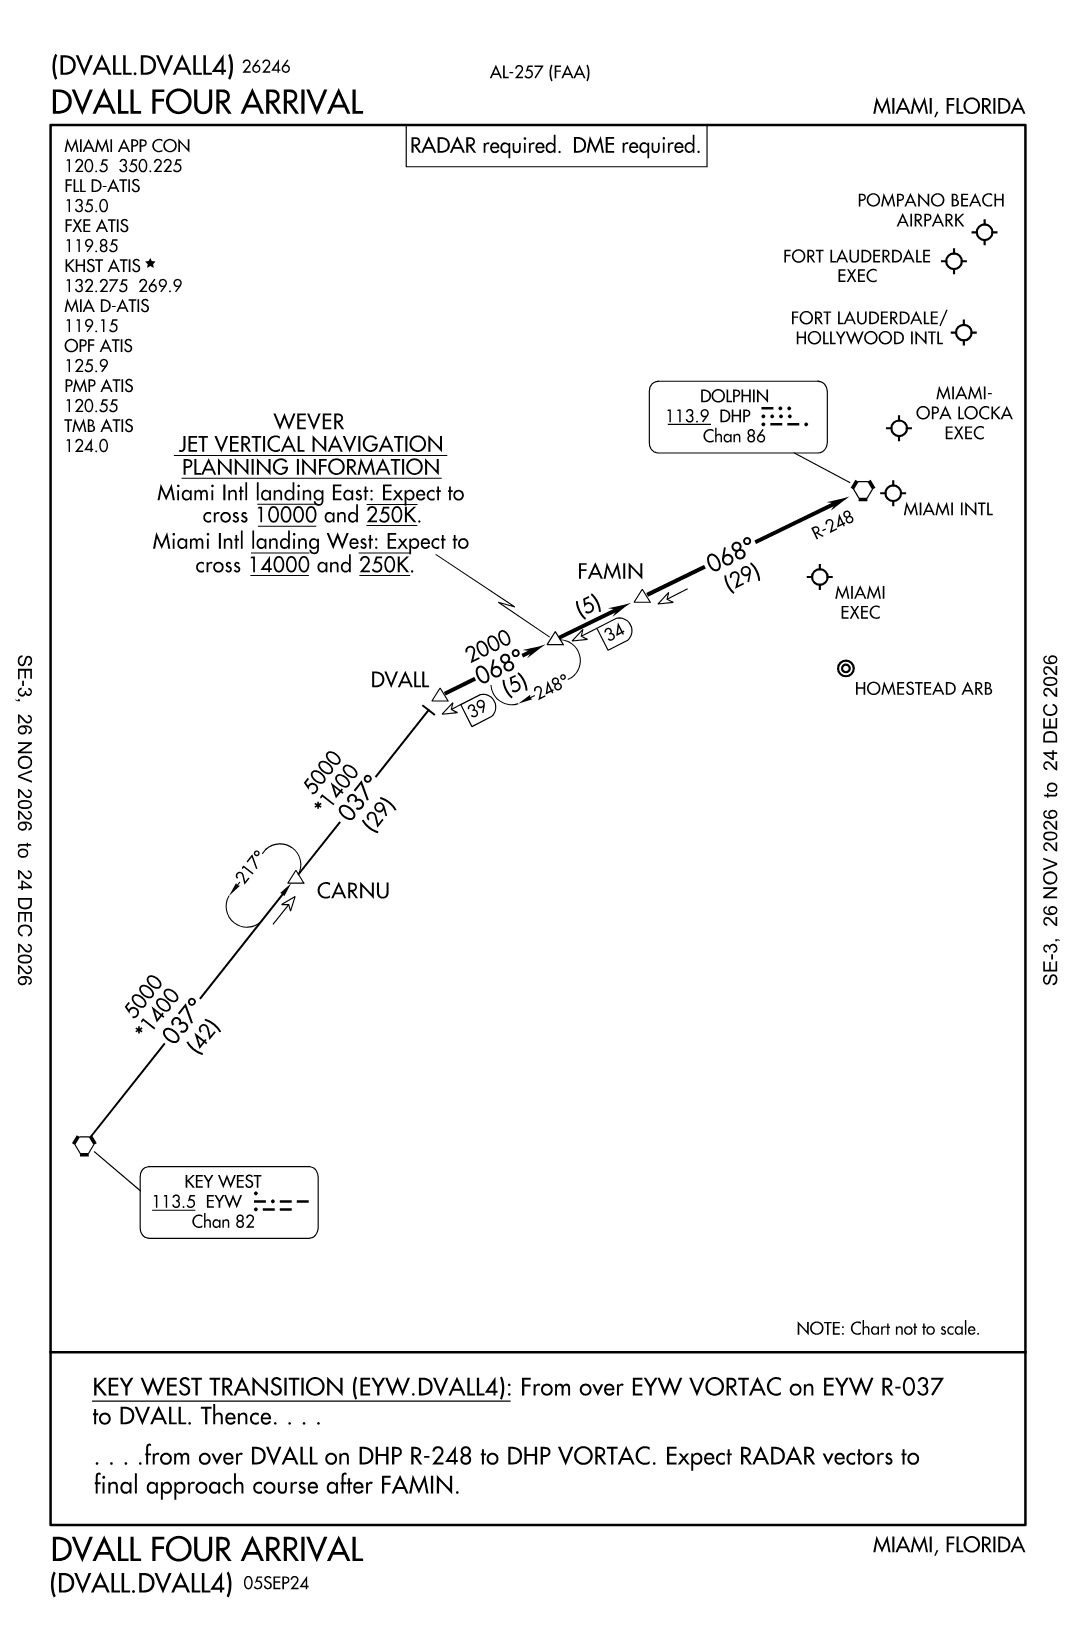 (DVALL.DVALL4) 26246
AL-257 (FAA)
DVALL FOUR ARRIVAL
MIAMI, FLORIDA
RADAR required. DME required.
MIAMI APP CON
120.5 350.225
FLL D-ATIS
135.0
FXE ATIS
119.85
KHST ATIS ★
132.275 269.9
MIA D-ATIS
119.15
OPF ATIS
125.9
PMP ATIS
120.55
TMB ATIS
124.0
POMPANO BEACH
AIRPARK
FORT LAUDERDALE
EXEC
FORT LAUDERDALE/
HOLLYWOOD INTL
DOLPHIN
113.9 DHP
Chan 86
MIAMI-
OPA LOCKA
EXEC
MIAMI INTL
R-248
WEVER
JET VERTICAL NAVIGATION
PLANNING INFORMATION
Miami Intl landing East: Expect to
cross 10000 and 250K.
Miami Intl landing West: Expect to
cross 14000 and 250K.
068°
(29)
FAMIN
MIAMI
EXEC
(5)
34
2000
068°
(5)
248°
DVALL
39
HOMESTEAD ARB
5000
*1400
037°
(29)
217°
CARNU
5000
*1400
037°
(42)
KEY WEST
113.5 EYW
Chan 82
NOTE: Chart not to scale.
KEY WEST TRANSITION (EYW.DVALL4): From over EYW VORTAC on EYW R-037
to DVALL. Thence. . . .
. . . .from over DVALL on DHP R-248 to DHP VORTAC. Expect RADAR vectors to
final approach course after FAMIN.
DVALL FOUR ARRIVAL
MIAMI, FLORIDA
(DVALL.DVALL4) 05SEP24
SE-3, 26 NOV 2026 to 24 DEC 2026
SE-3, 26 NOV 2026 to 24 DEC 2026